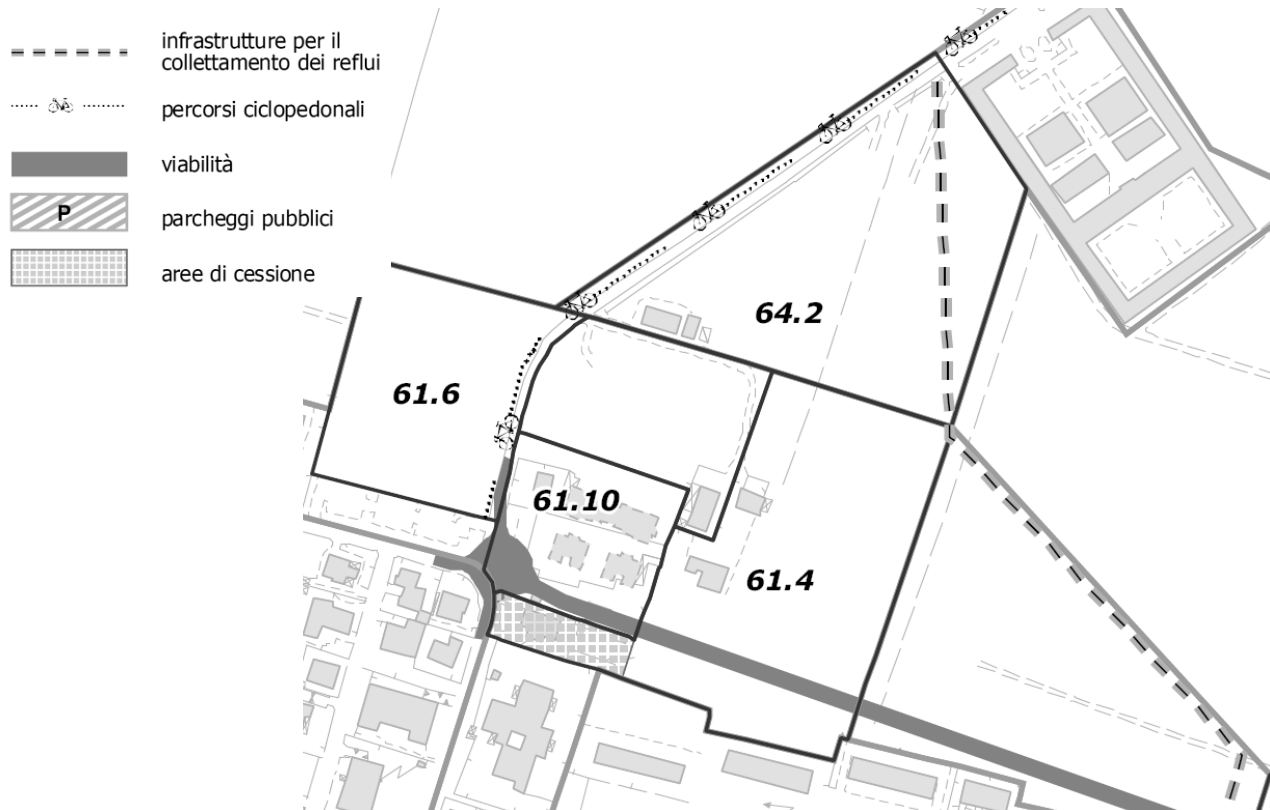 infrastrutture per il
collettamento dei reflui
percorsi ciclopedonali
viabilità
P
parcheggi pubblici
aree di cessione
64.2
61.6
61.10
61.4